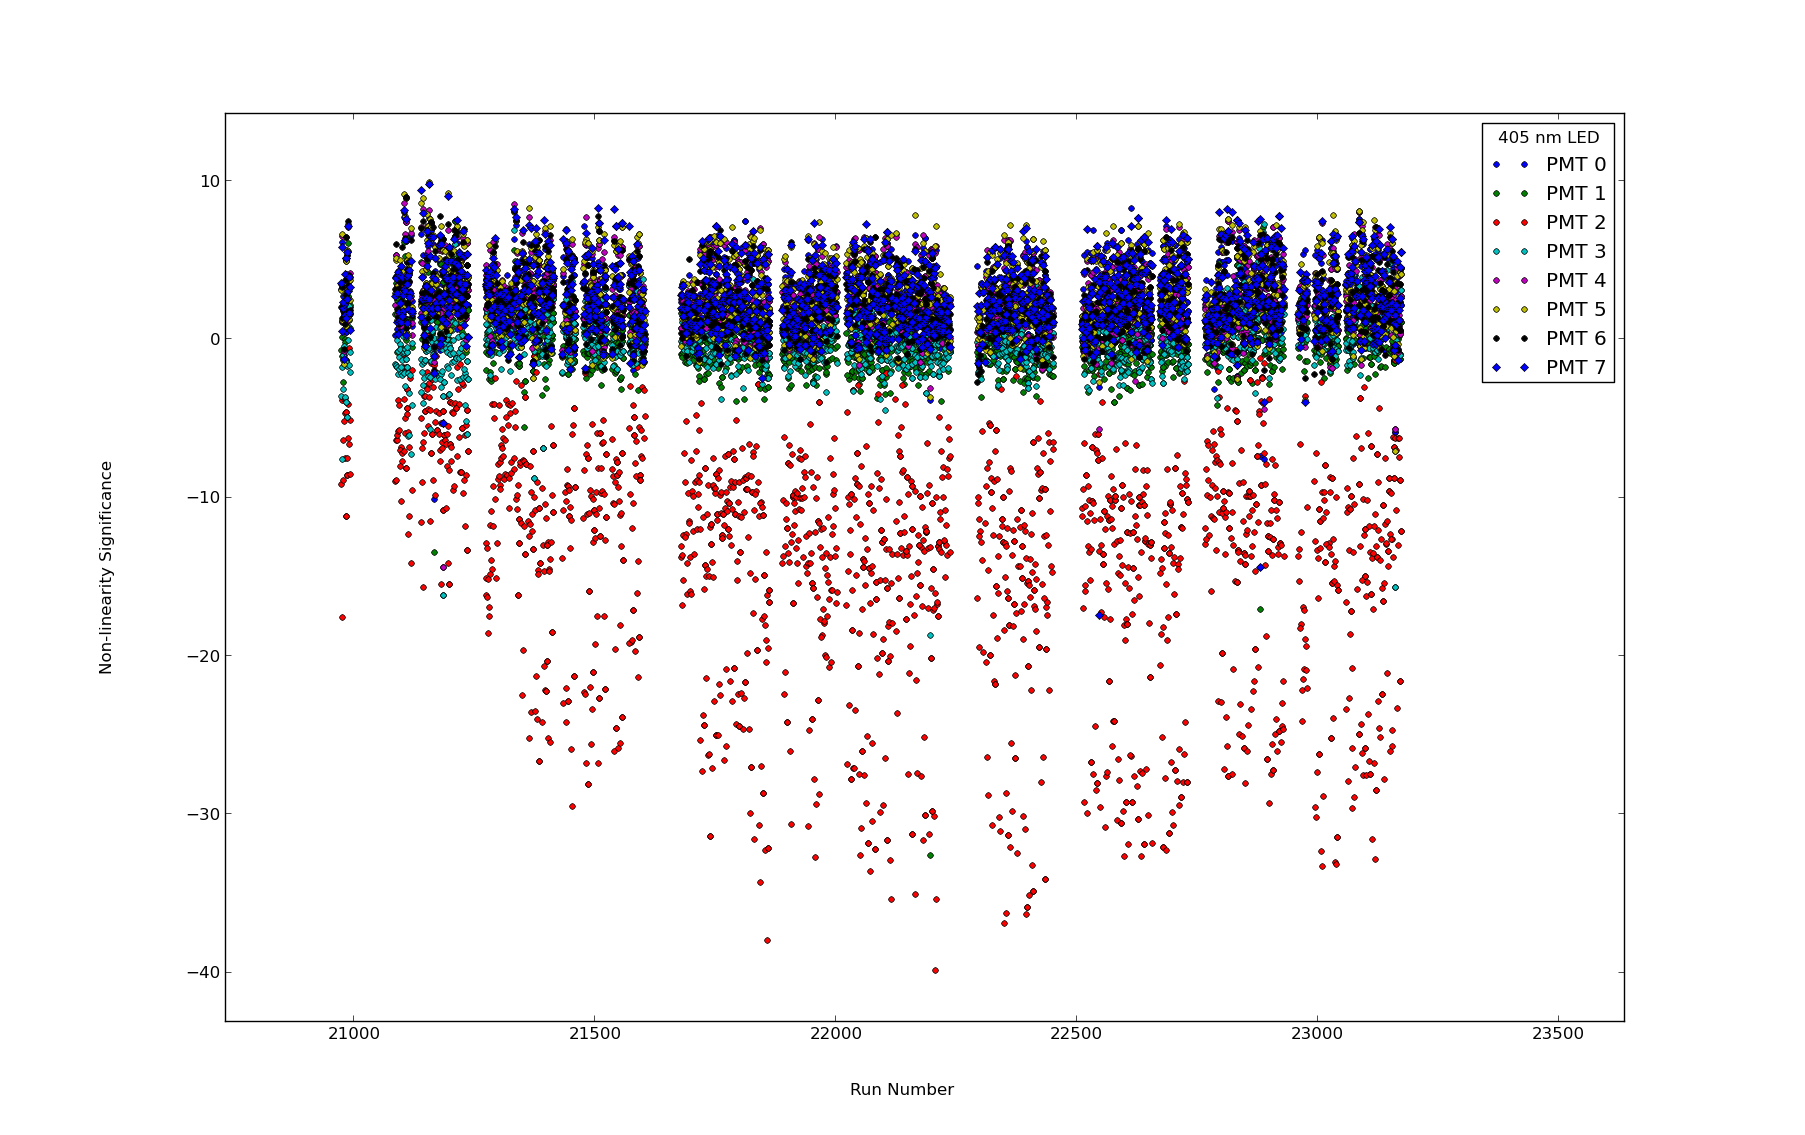 405 nm LED
PMT 0
PMT 1
PMT 2
PMT 3
PMT 4
PMT 5
PMT 6
PMT 7
10
0
−10
−20
−30
−40
Non-linearity Significance
21000 21500 22000 22500 23000 23500
Run Number